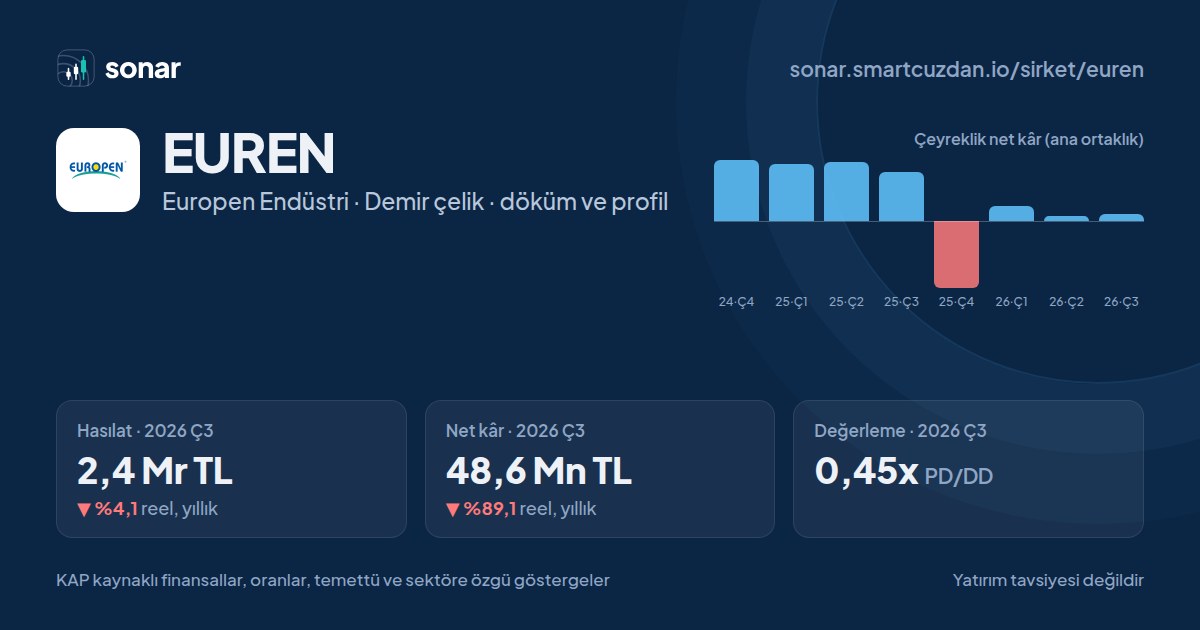 sonar
sonar.smartcuzdan.io/sirket/euren
EUROPEN
EUREN
Europen Endüstri · Demir çelik · döküm ve profil
Çeyreklik net kâr (ana ortaklık)
24·Ç4 25·Ç1 25·Ç2 25·Ç3 25·Ç4 26·Ç1 26·Ç2 26·Ç3
Hasılat · 2026 Ç3
2,4 Mr TL
▼ %4,1 reel, yıllık
Net kâr · 2026 Ç3
48,6 Mn TL
▼ %89,1 reel, yıllık
Değerleme · 2026 Ç3
0,45x PD/DD
KAP kaynaklı finansallar, oranlar, temettü ve sektöre özgü göstergeler
Yatırım tavsiyesi değildir